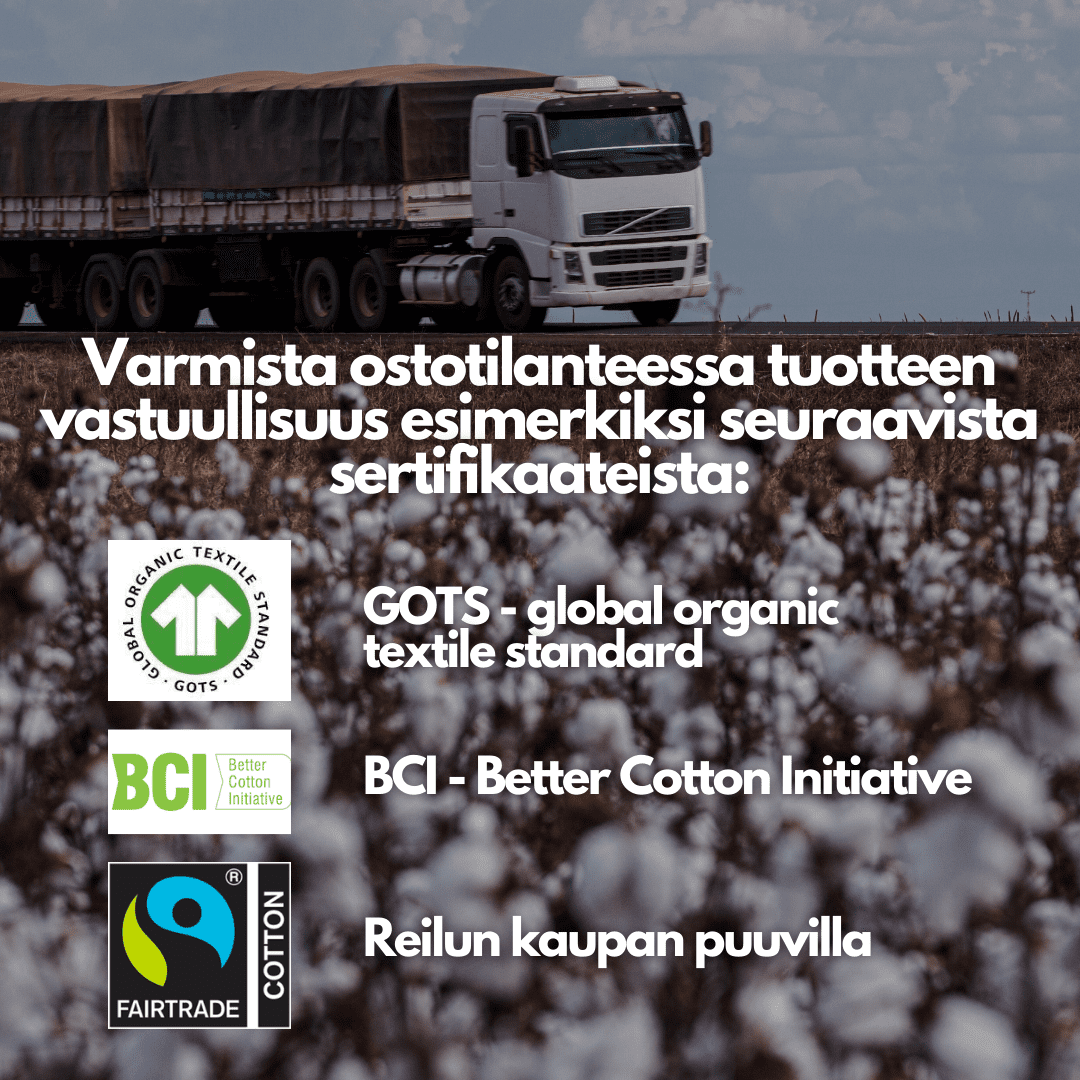 Varmista ostotilanteessa tuotteen
vastuullisuus esimerkiksi seuraavista
sertifikaateista:
GLOBAL ORGANIC TEXTILE STANDARD
· GOTS ·
GOTS - global organic
textile standard
BCI
Better
Cotton
Initiative
BCI - Better Cotton Initiative
®
FAIRTRADE
COTTON
Reilun kaupan puuvilla